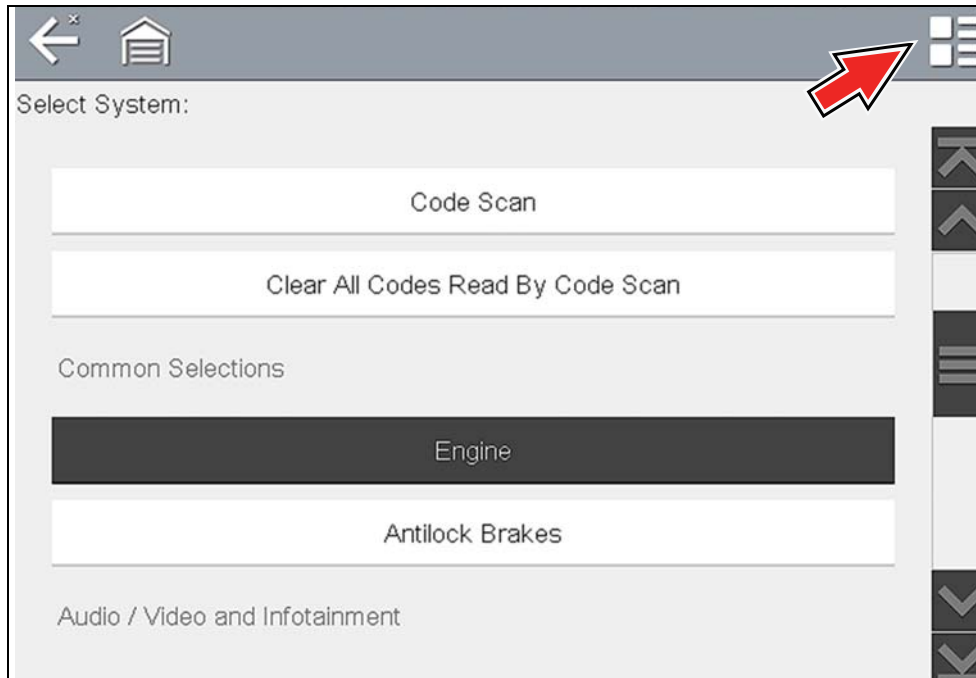 Select System:
Code Scan
Clear All Codes Read By Code Scan
Common Selections
Engine
Antilock Brakes
Audio / Video and Infotainment